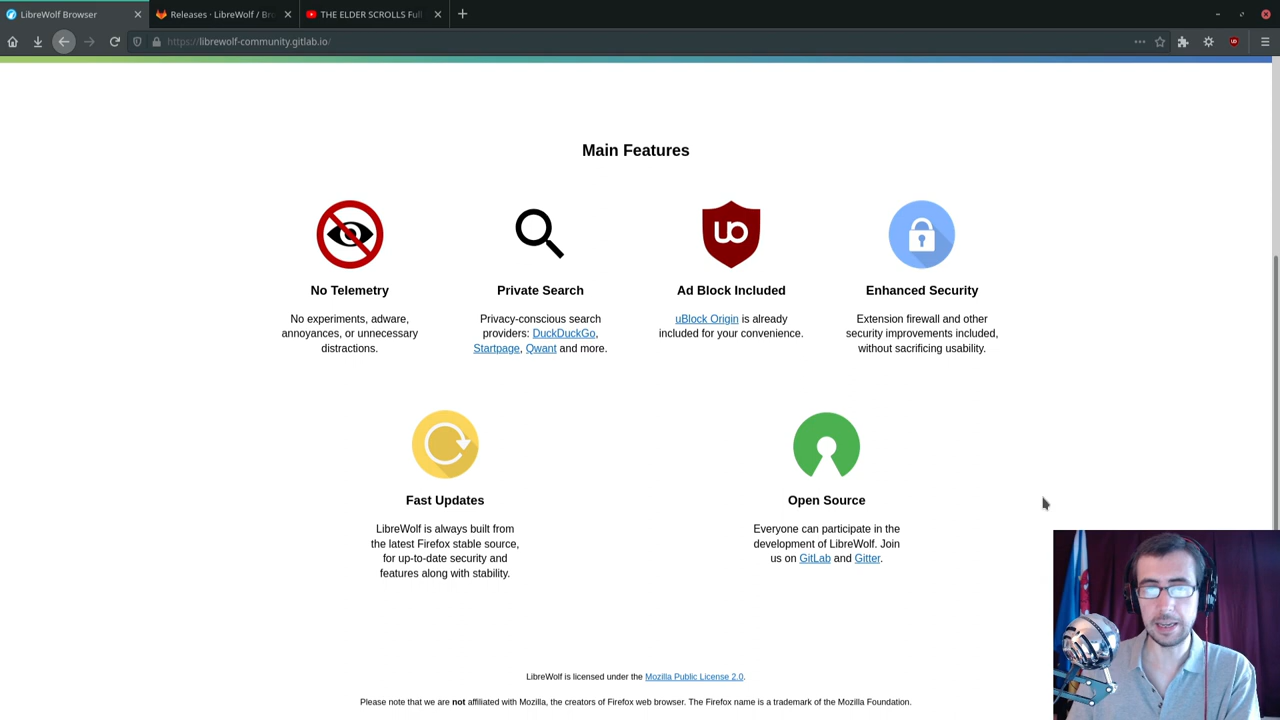 LibreWolf Browser
Releases · LibreWolf / Bro
THE ELDER SCROLLS Full
https://librewolf-community.gitlab.io/
Main Features
uo
No Telemetry
No experiments, adware,
annoyances, or unnecessary
distractions.
Private Search
Privacy-conscious search
providers: DuckDuckGo,
Startpage, Qwant and more.
Ad Block Included
uBlock Origin is already
included for your convenience.
Enhanced Security
Extension firewall and other
security improvements included,
without sacrificing usability.
Fast Updates
LibreWolf is always built from
the latest Firefox stable source,
for up-to-date security and
features along with stability.
Open Source
Everyone can participate in the
development of LibreWolf. Join
us on GitLab and Gitter.
LibreWolf is licensed under the Mozilla Public License 2.0.
Please note that we are not affiliated with Mozilla, the creators of Firefox web browser. The Firefox name is a trademark of the Mozilla Foundation.